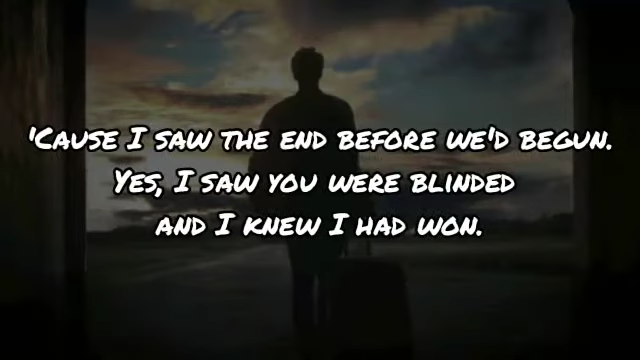 'Cause I saw the end before we'd begun.
Yes, I saw you were blinded
and I knew I had won.